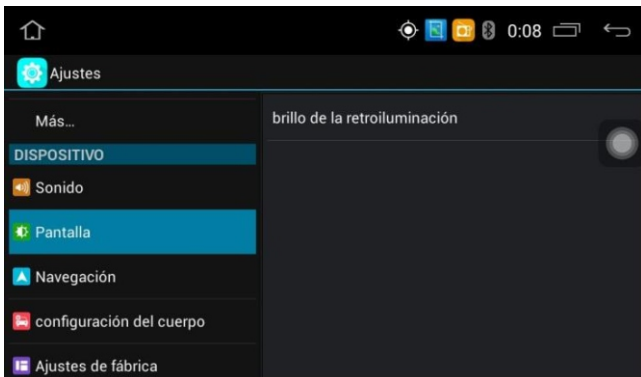 0:08
Ajustes
Más...
DISPOSITIVO
Sonido
Pantalla
Navegación
configuración del cuerpo
Ajustes de fábrica
brillo de la retroiluminación